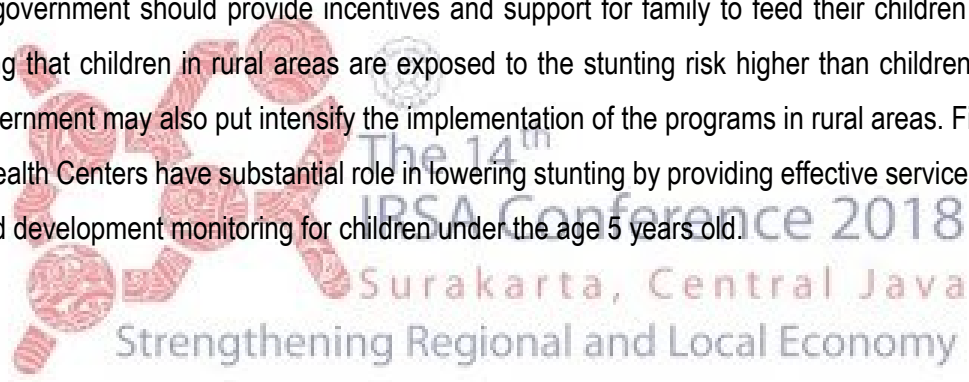 government should provide incentives and support for family to feed their children
g that children in rural areas are exposed to the stunting risk higher than children
ernment may also put intensify the implementation of the programs in rural areas. F
ealth Centers have substantial role in lowering stunting by providing effective service
d development monitoring for children under the age 5 years old.
The 14th
IRSA Conference 2018
Surakarta, Central Java
Strengthening Regional and Local Economy